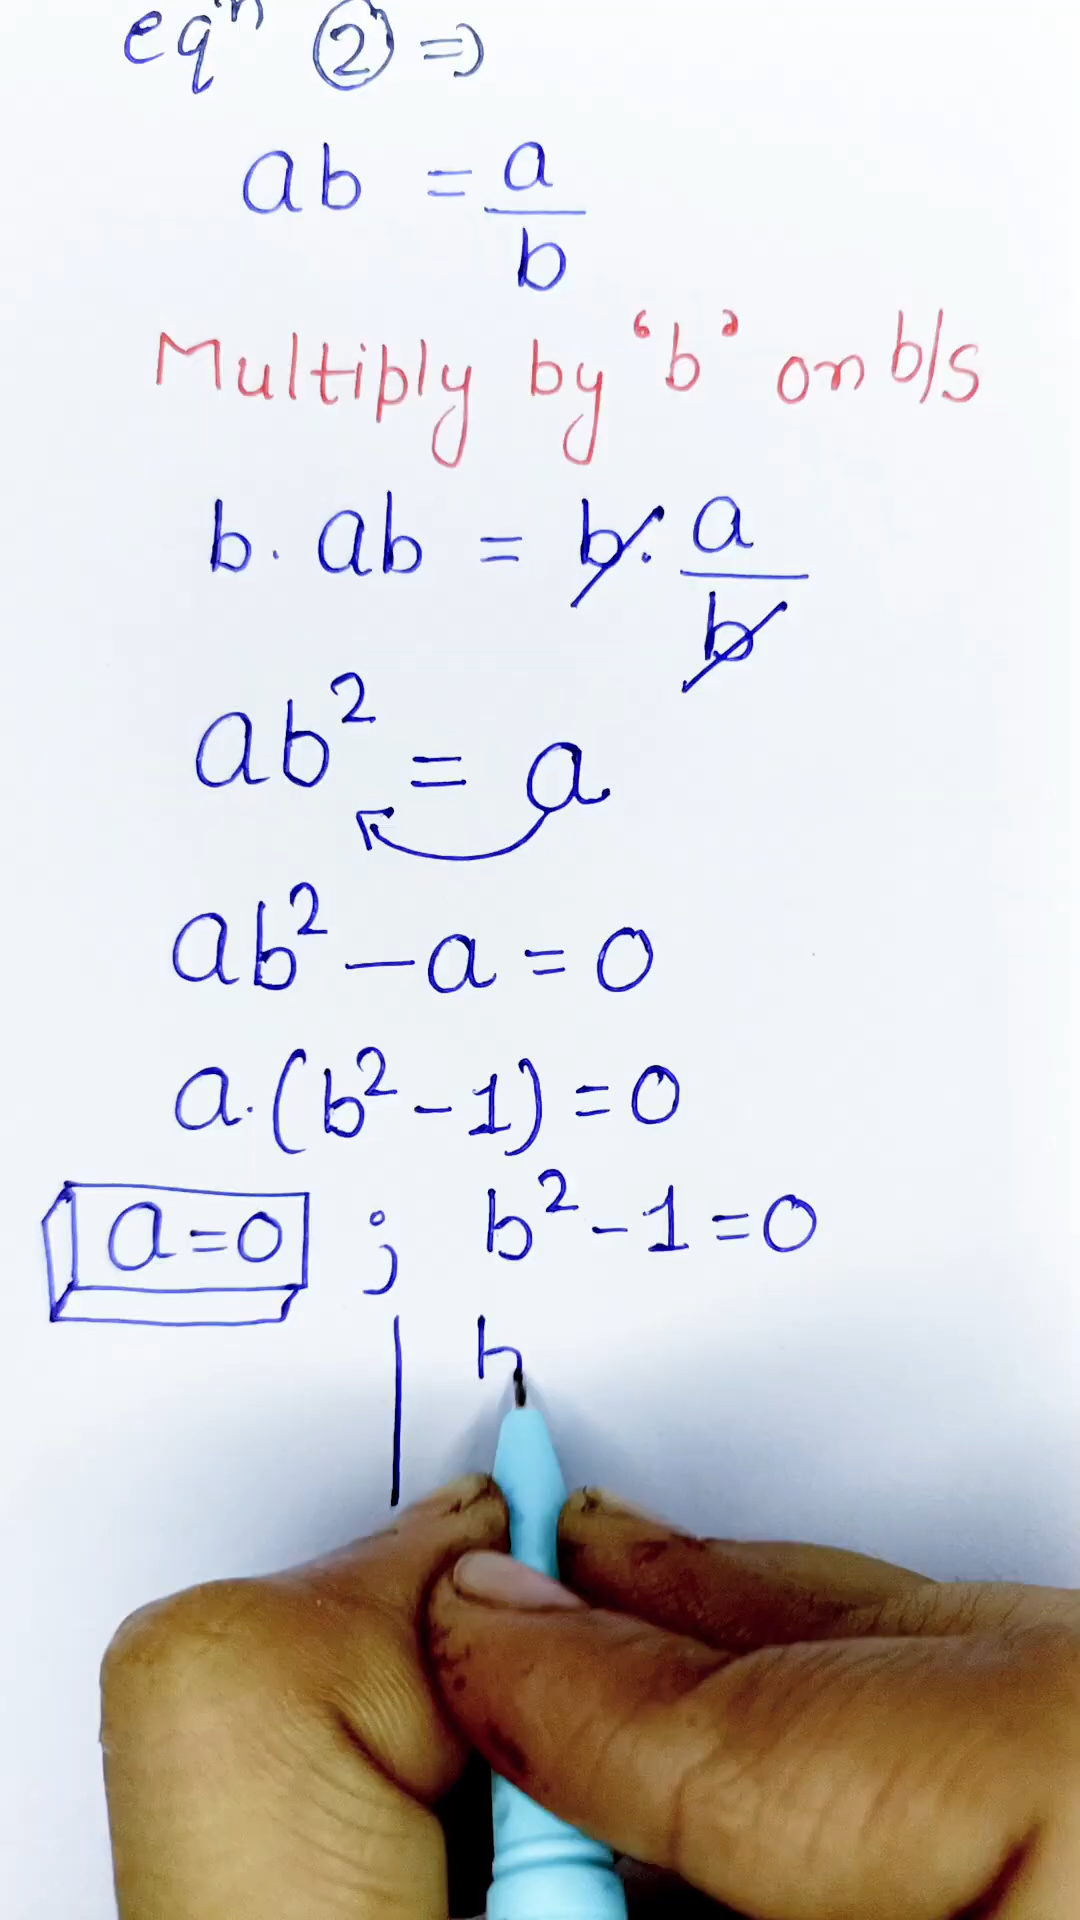 eqⁿ ② =>
ab = a/b
Multiply by 'b' on b/s
b. ab = b. a/b
ab² = a
ab² - a = 0
a.(b² - 1) = 0
a = 0 ; b² - 1 = 0